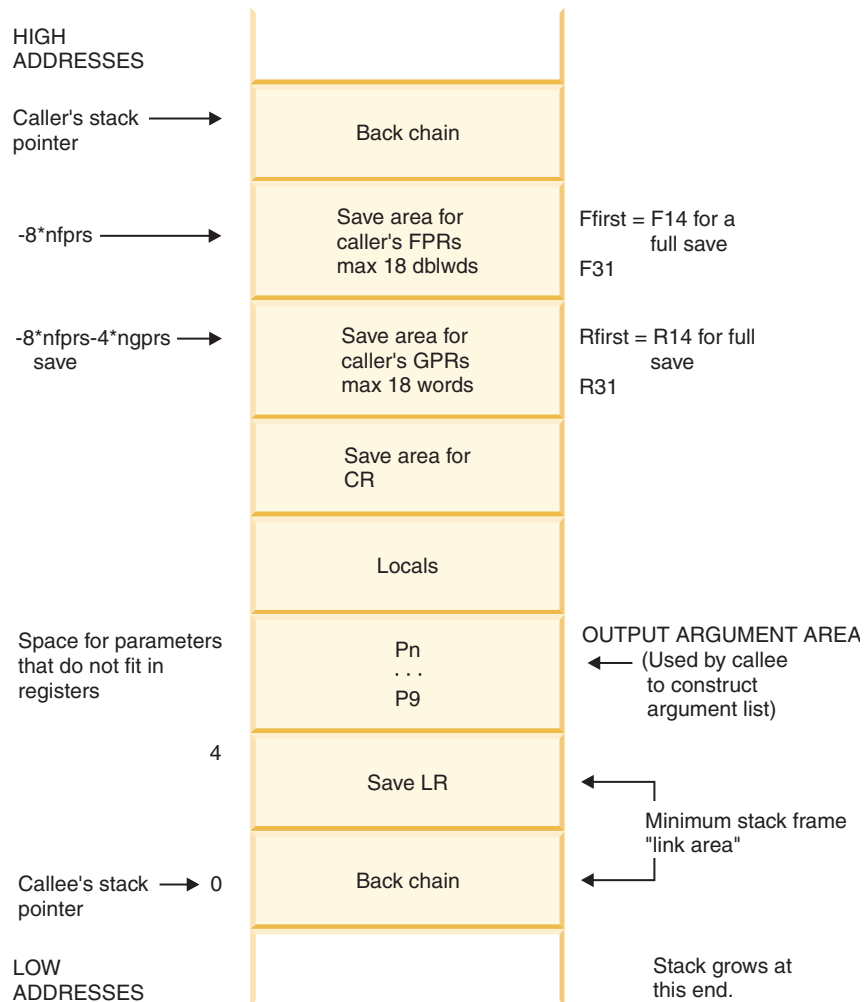 HIGH
ADDRESSES
Caller's stack
pointer
Back chain
-8*nfprs
Save area for
caller's FPRs
max 18 dblwds
Ffirst = F14 for a
full save
F31
-8*nfprs-4*ngprs
save
Save area for
caller's GPRs
max 18 words
Rfirst = R14 for full
save
R31
Save area for
CR
Locals
Space for parameters
that do not fit in
registers
Pn
. . .
P9
OUTPUT ARGUMENT AREA
(Used by callee
to construct
argument list)
4
Save LR
Minimum stack frame
"link area"
Callee's stack
pointer
0
Back chain
LOW
ADDRESSES
Stack grows at
this end.